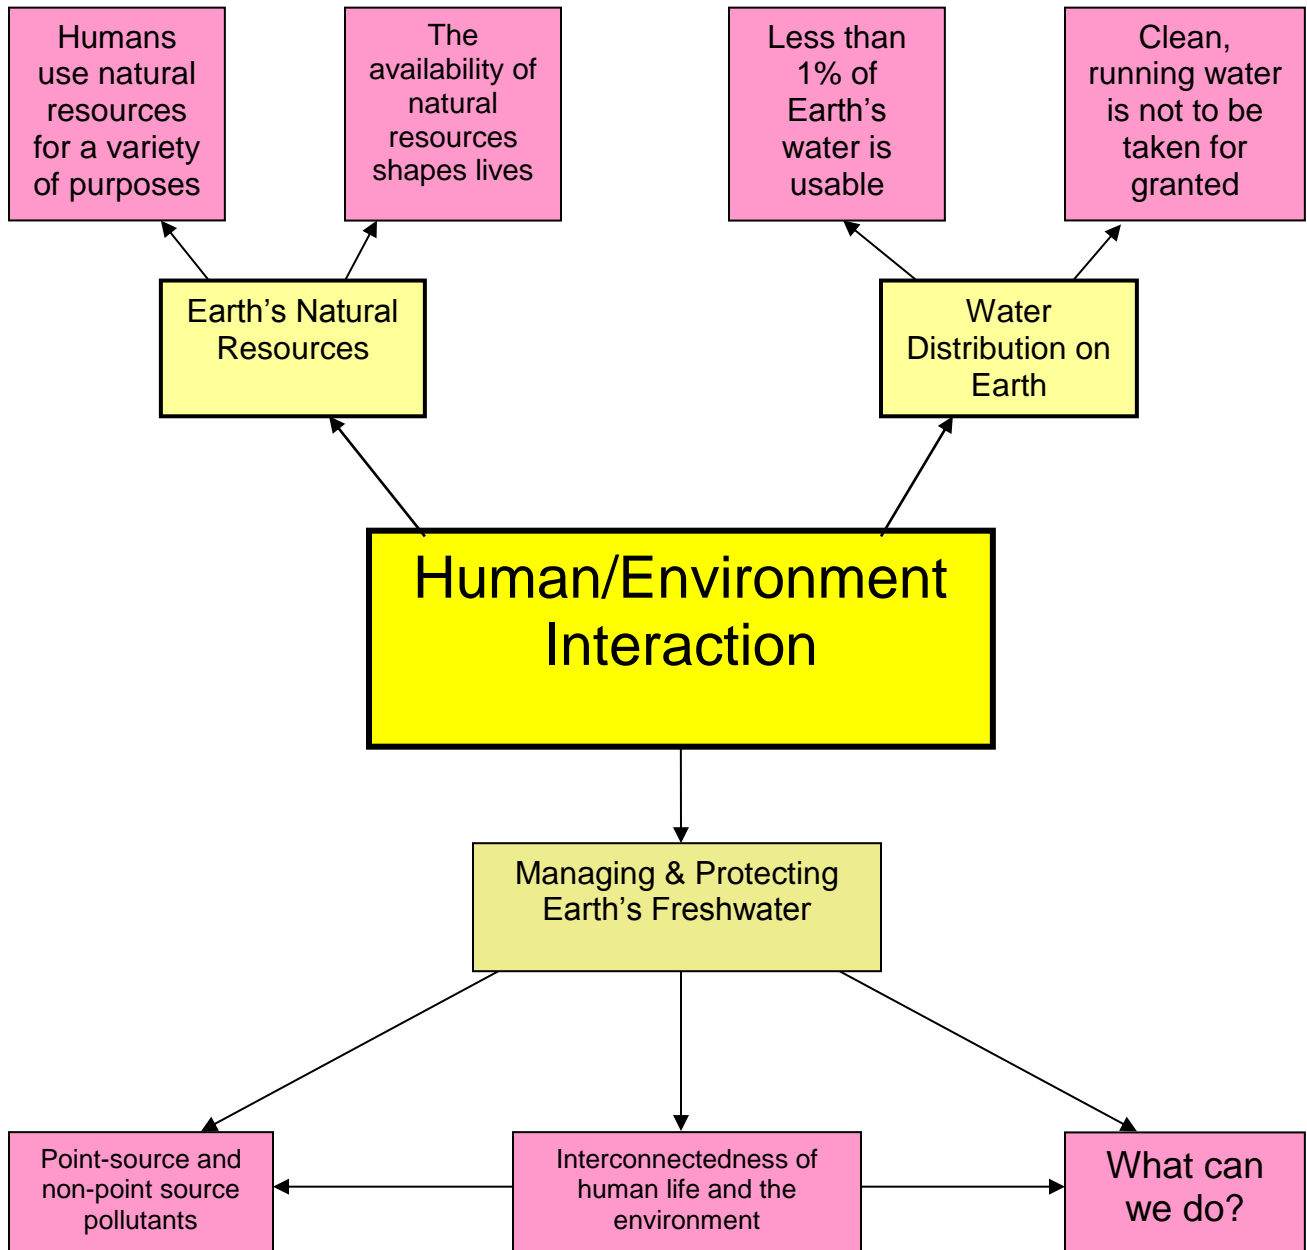 Humans
use natural
resources
for a variety
of purposes
The
availability of
natural
resources
shapes lives
Less than
1% of
Earth’s
water is
usable
Clean,
running water
is not to be
taken for
granted
Earth’s Natural
Resources
Water
Distribution on
Earth
Human/Environment
Interaction
Managing & Protecting
Earth’s Freshwater
Point-source and
non-point source
pollutants
Interconnectedness of
human life and the
environment
What can
we do?